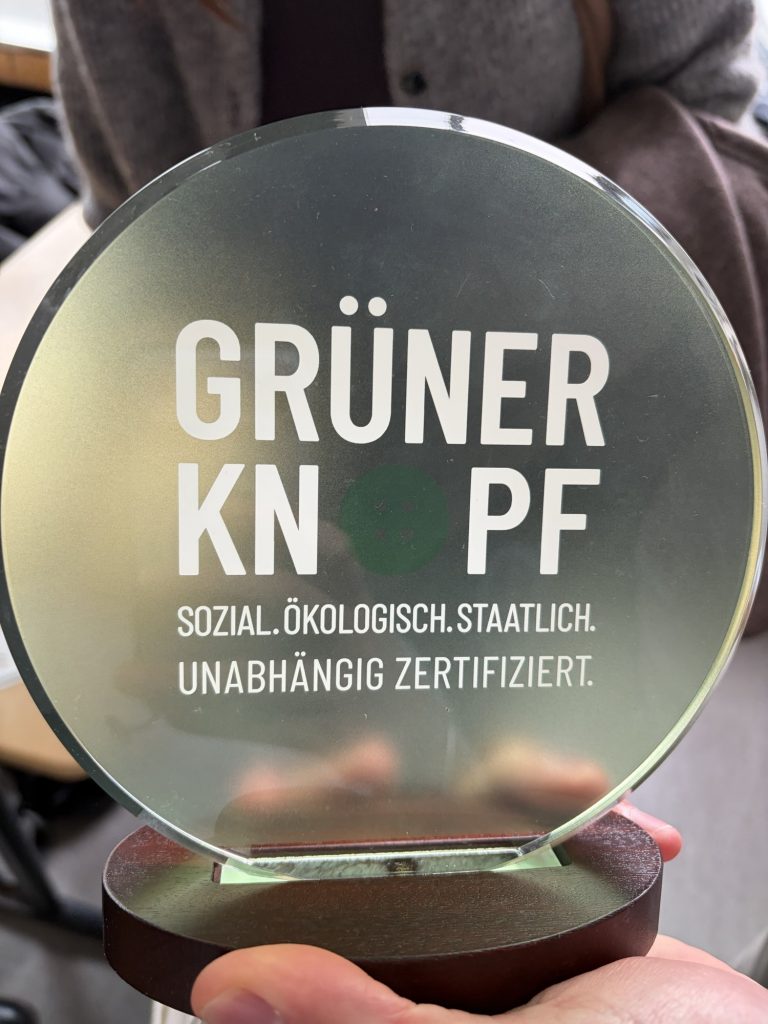 GRÜNER
KN PF
SOZIAL. ÖKOLOGISCH. STAATLICH.
UNABHÄNGIG ZERTIFIZIERT.